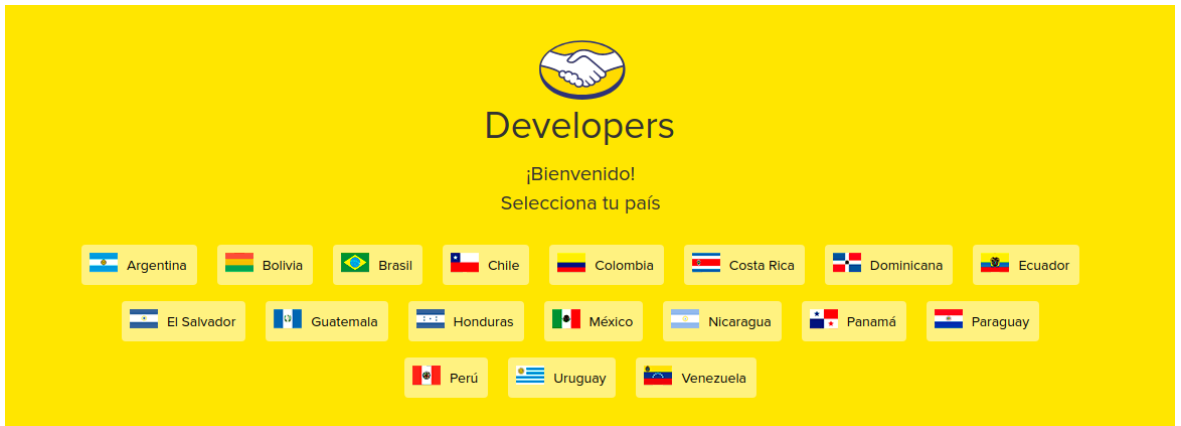 Developers
¡Bienvenido!
Selecciona tu país
Argentina Bolivia Brasil Chile Colombia Costa Rica Dominicana Ecuador
El Salvador Guatemala Honduras México Nicaragua Panamá Paraguay
Perú Uruguay Venezuela